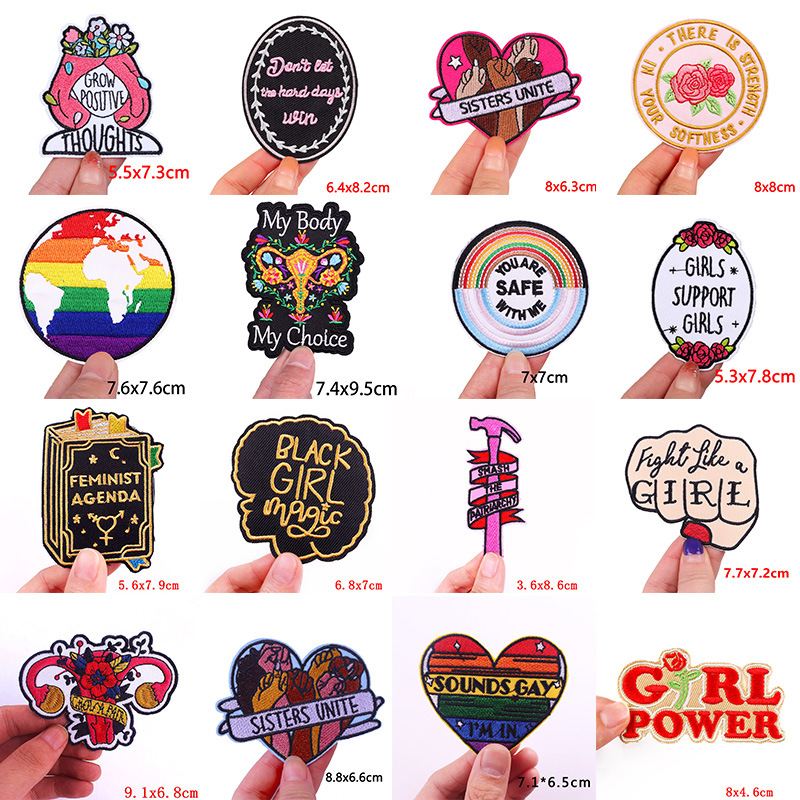 GROW
POSITIVE
THOUGHTS
5.5x7.3cm
Don't let
the hard days
win
6.4x8.2cm
SISTERS UNITE
8x6.3cm
THERE IS STRENGTH
IN YOUR SOFTNESS
8x8cm
7.6x7.6cm
My Body
My Choice
7.4x9.5cm
YOU ARE
SAFE
WITH ME
7x7cm
GIRLS
SUPPORT
GIRLS
5.3x7.8cm
FEMINIST
AGENDA
5.6x7.9cm
BLACK
GIRL
magic
6.8x7cm
SMASH
THE
PATRIARCHY
3.6x8.6cm
Fight Like a
GIRL
7.7x7.2cm
9.1x6.8cm
SISTERS UNITE
8.8x6.6cm
SOUNDS GAY
I'M IN
7.1*6.5cm
GIRL
POWER
8x4.6cm